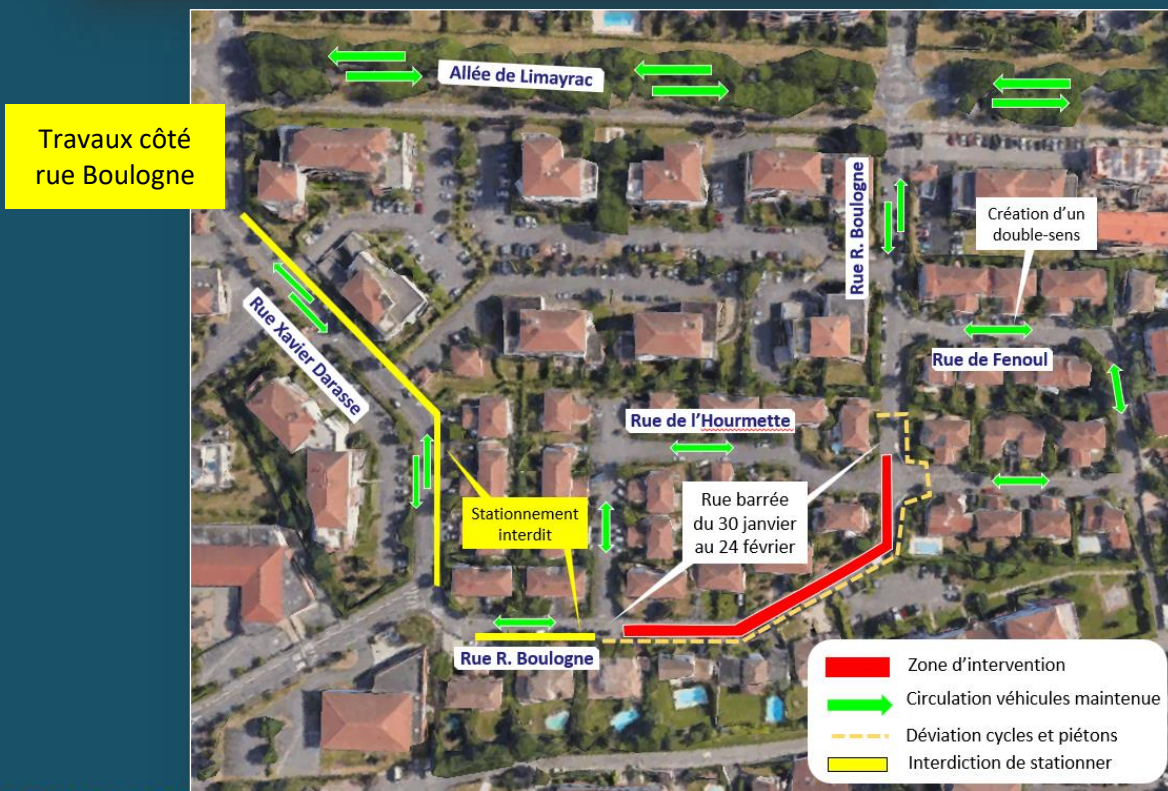 Travaux côté
rue Boulogne
Allée de Limayrac
Rue R. Boulogne
Création d'un
double-sens
Rue Xavier Darasse
Rue de Fenoul
Rue de l'Hourmette
Stationnement
interdit
Rue barrée
du 30 janvier
au 24 février
Rue R. Boulogne
Zone d'intervention
Circulation véhicules maintenue
Déviation cycles et piétons
Interdiction de stationner